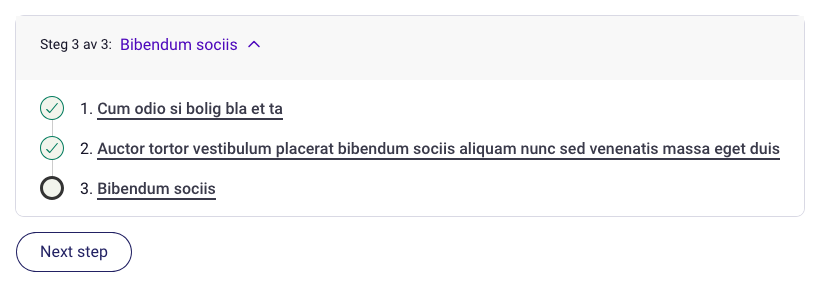 Steg 3 av 3: Bibendum sociis
1. Cum odio si bolig bla et ta
2. Auctor tortor vestibulum placerat bibendum sociis aliquam nunc sed venenatis massa eget duis
3. Bibendum sociis
Next step